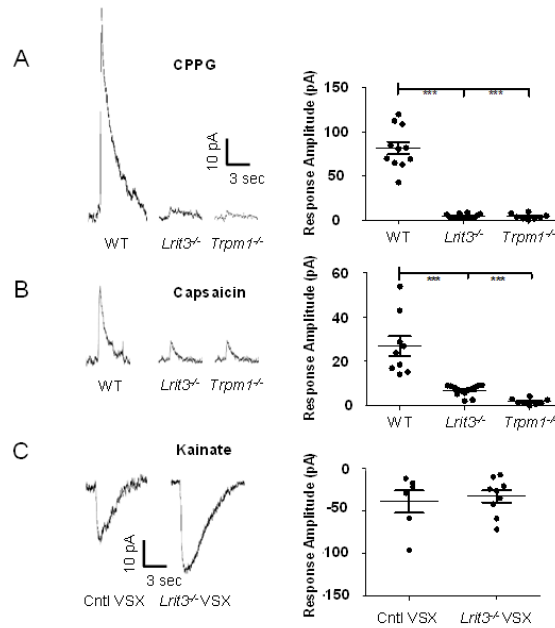 A
CPPG
10 pA
3 sec
WT
Lrit3-/-
Trpm1-/-
Response Amplitude (pA)
150
100
50
0
***
***
WT
Lrit3-/-
Trpm1-/-
B
Capsaicin
WT
Lrit3-/-
Trpm1-/-
Response Amplitude (pA)
60
40
20
0
***
***
WT
Lrit3-/-
Trpm1-/-
C
Kainate
10 pA
3 sec
Cntl VSX
Lrit3-/- VSX
Response Amplitude (pA)
0
-50
-100
-150
Cntl VSX
Lrit3-/- VSX